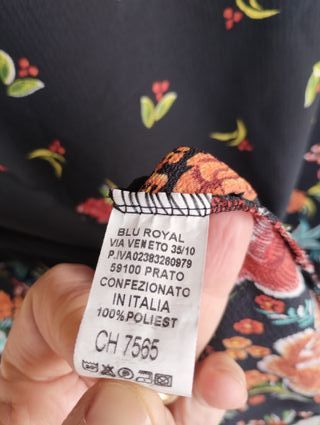 BLU ROYAL
VIA VENETO 35/10
P.IVA02383260979
59100 PRATO
CONFEZIONATO
IN ITALIA
100% POLIEST
CH 7565